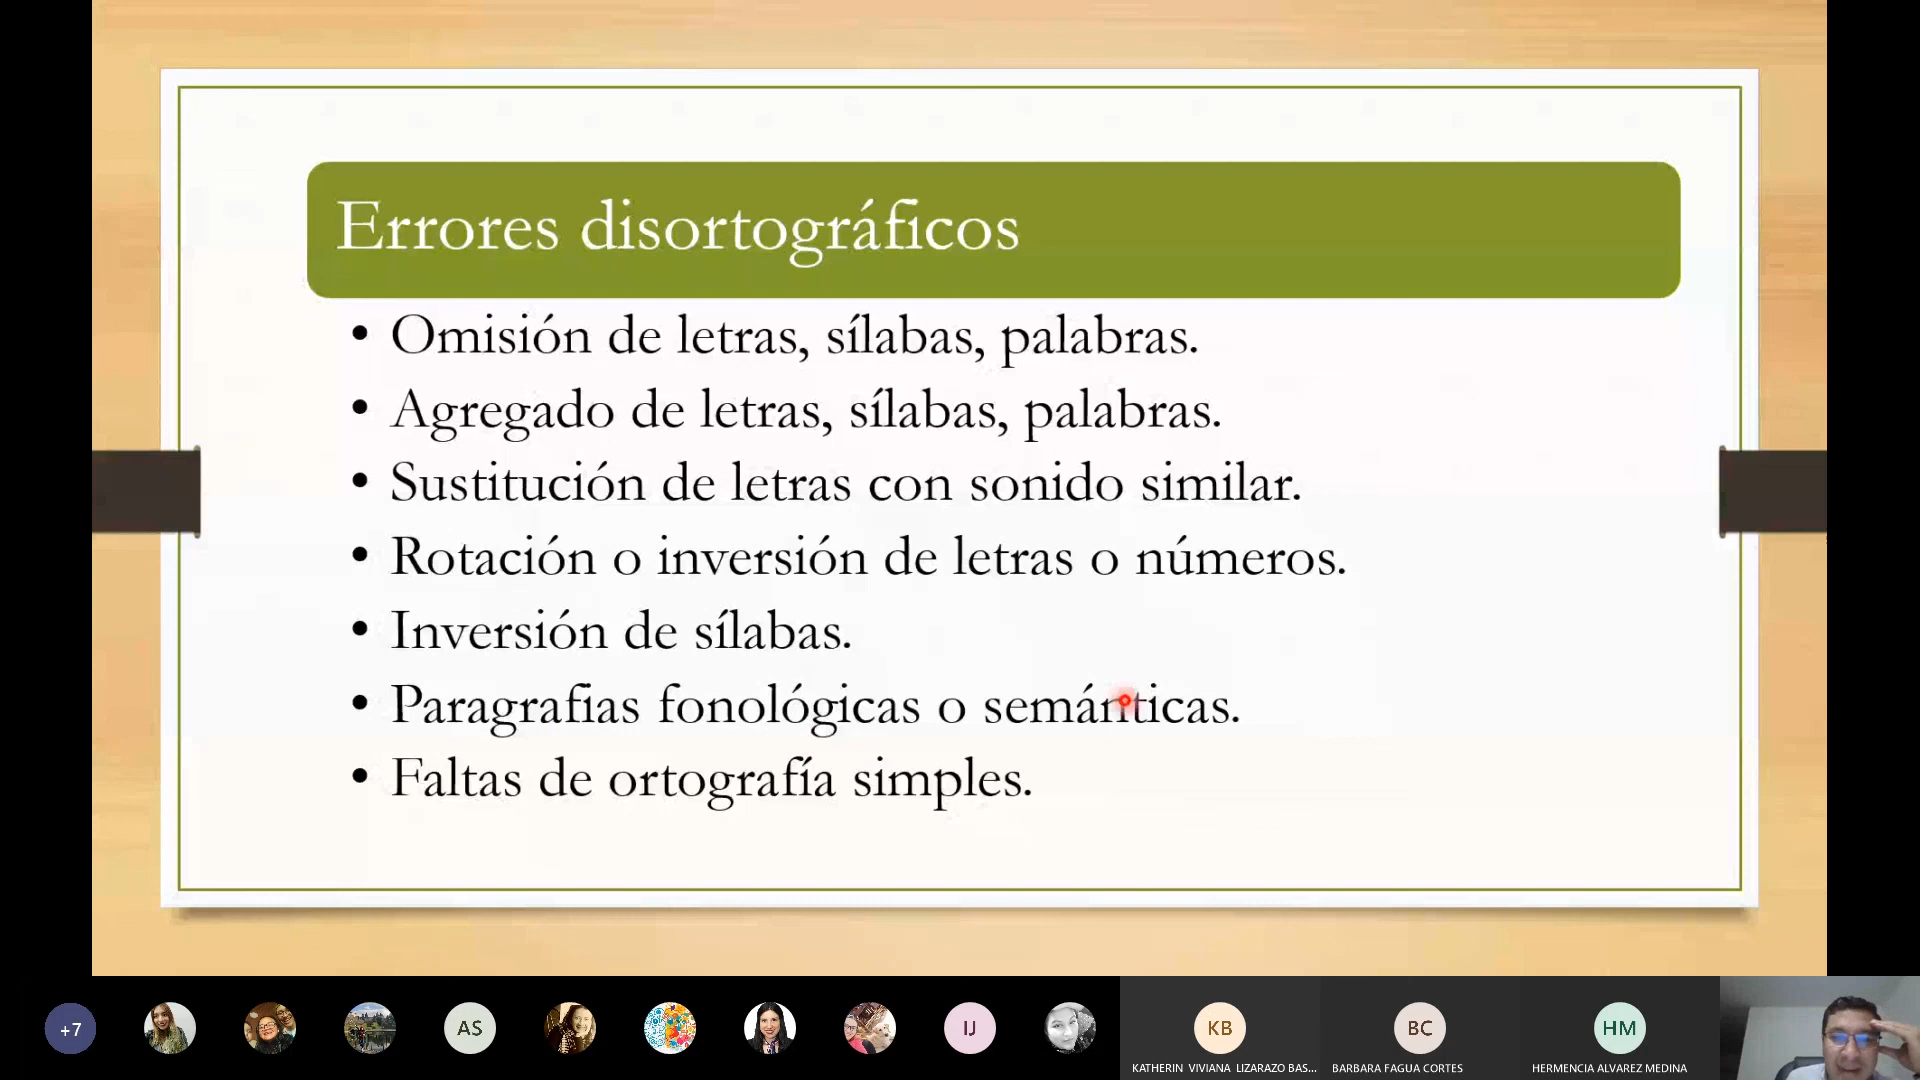 Errores disortográficos
• Omisión de letras, sílabas, palabras.
• Agregado de letras, sílabas, palabras.
• Sustitución de letras con sonido similar.
• Rotación o inversión de letras o números.
• Inversión de sílabas.
• Paragrafias fonológicas o semánticas.
• Faltas de ortografía simples.
+7
AS
IJ
KB
BC
HM
KATHERIN VIVIANA LIZARAZO BAS...
BARBARA FAGUA CORTES
HERMENCIA ALVAREZ MEDINA